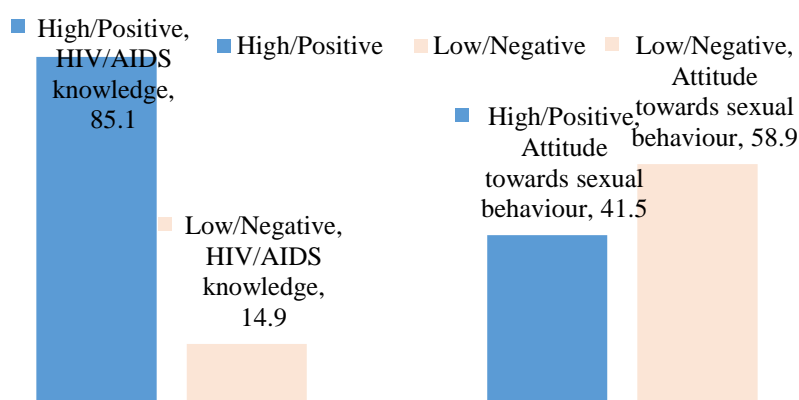 High/Positive,
HIV/AIDS
knowledge,
85.1
High/Positive
Low/Negative
Low/Negative,
Attitude
towards sexual
behaviour, 58.9
High/Positive,
Attitude
towards sexual
behaviour, 41.5
Low/Negative,
HIV/AIDS
knowledge,
14.9